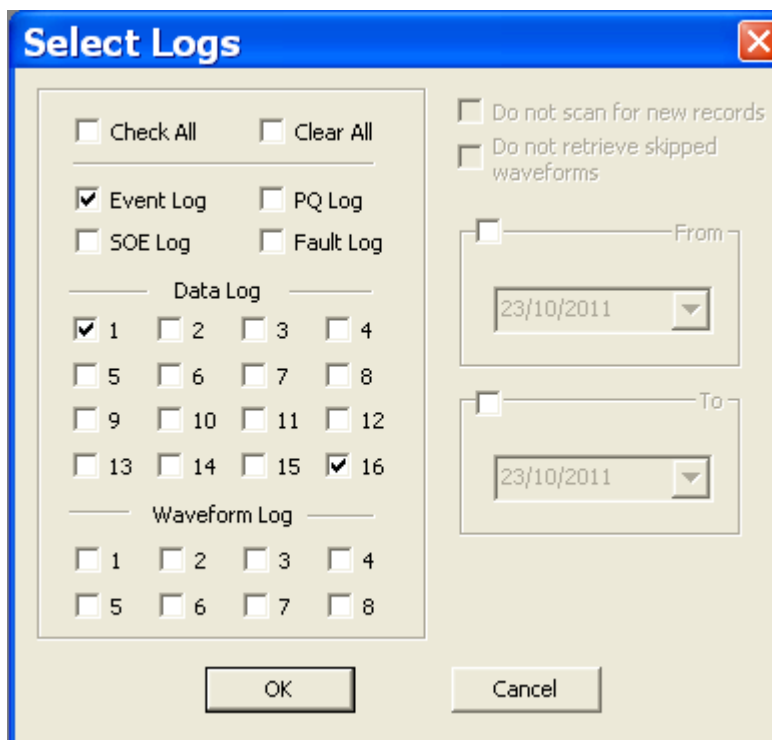 Select Logs
Check All Clear All
Event Log PQ Log
SOE Log Fault Log
Data Log
1 2 3 4
5 6 7 8
9 10 11 12
13 14 15 16
Waveform Log
1 2 3 4
5 6 7 8
Do not scan for new records
Do not retrieve skipped
waveforms
From
23/10/2011
To
23/10/2011
OK Cancel